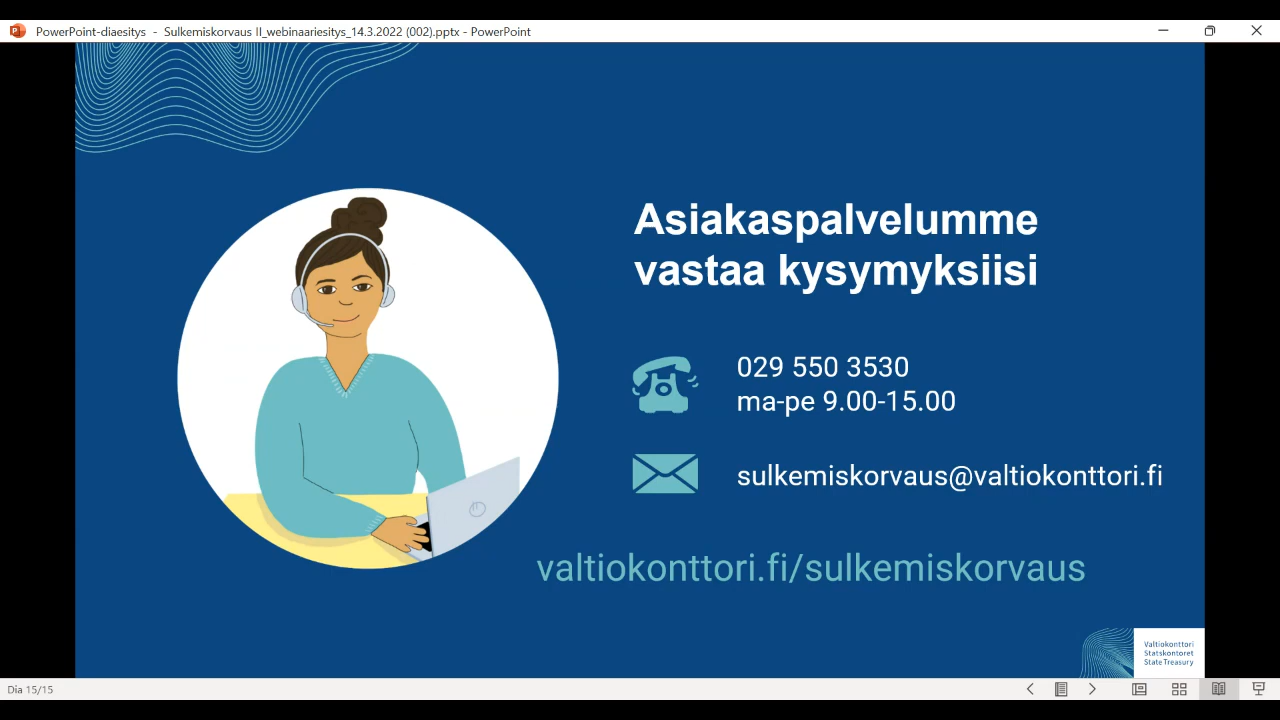 PowerPoint-diaesitys - Sulkemiskorvaus II_webinaariesitys_14.3.2022 (002).pptx - PowerPoint
Asiakaspalvelumme
vastaa kysymyksiisi
029 550 3530
ma-pe 9.00-15.00
sulkemiskorvaus@valtiokonttori.fi
valtiokonttori.fi/sulkemiskorvaus
Valtiokonttori
Statskontoret
State Treasury
Dia 15/15